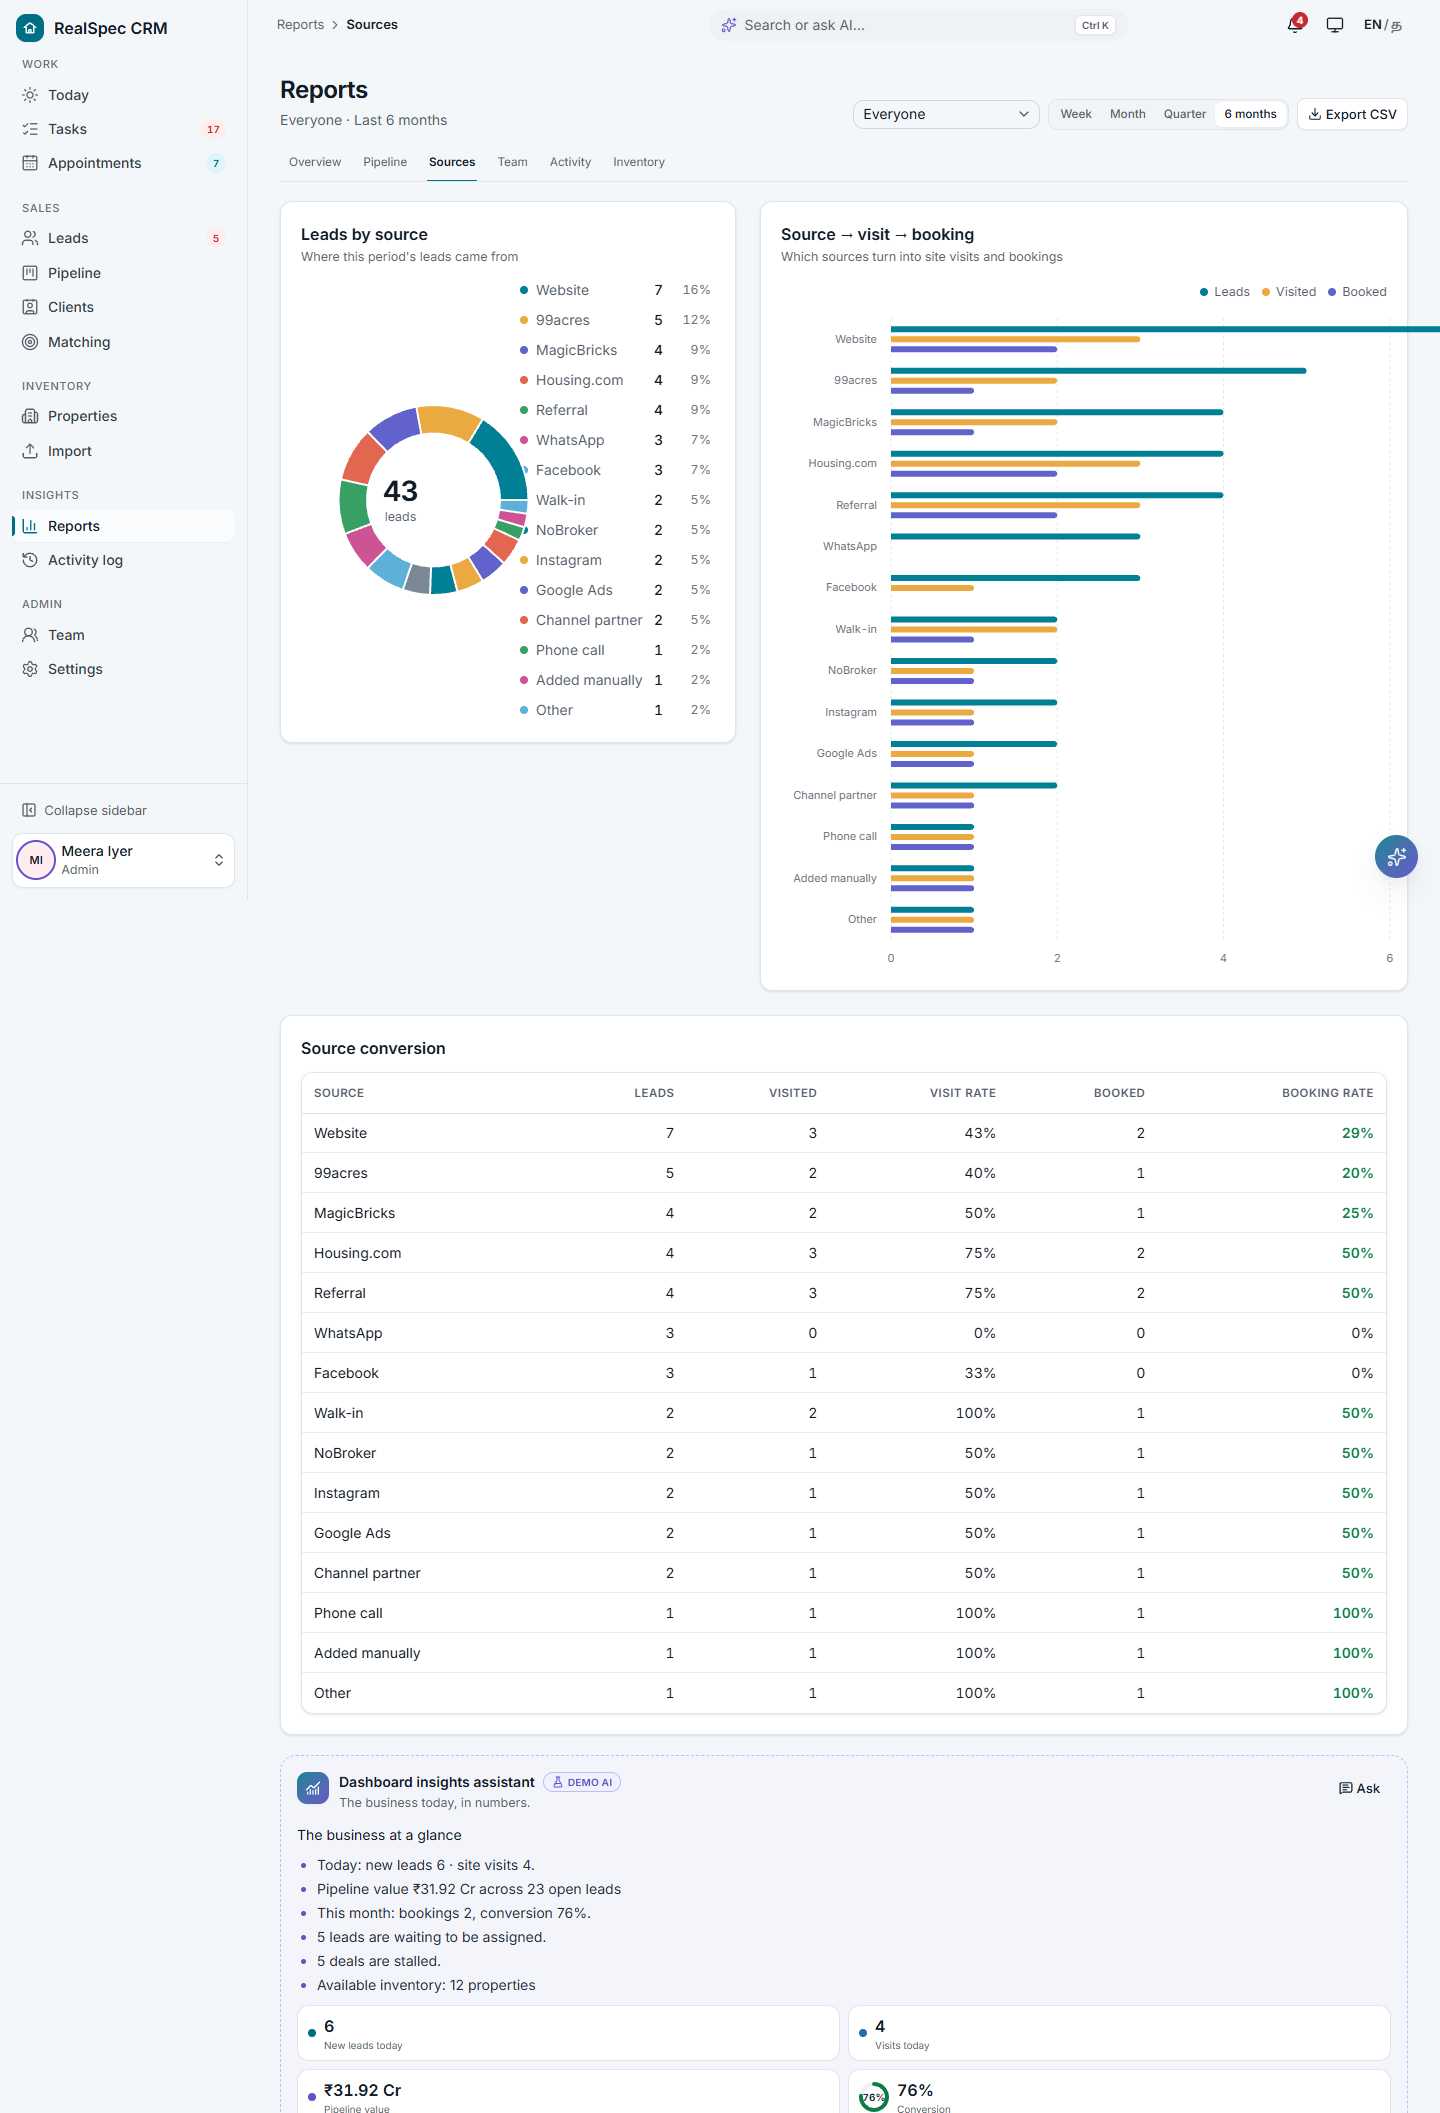 RealSpec CRM
WORK
Today
Tasks 17
Appointments 7
SALES
Leads 5
Pipeline
Clients
Matching
INVENTORY
Properties
Import
INSIGHTS
Reports
Activity log
ADMIN
Team
Settings
Collapse sidebar
MI Meera Iyer
Admin
Reports > Sources
Search or ask AI... Ctrl K
4
EN / த
Reports
Everyone · Last 6 months
Everyone
Week Month Quarter 6 months
Export CSV
Overview Pipeline Sources Team Activity Inventory
Leads by source
Where this period's leads came from
43
leads
Website 7 16%
99acres 5 12%
MagicBricks 4 9%
Housing.com 4 9%
Referral 4 9%
WhatsApp 3 7%
Facebook 3 7%
Walk-in 2 5%
NoBroker 2 5%
Instagram 2 5%
Google Ads 2 5%
Channel partner 2 5%
Phone call 1 2%
Added manually 1 2%
Other 1 2%
Source → visit → booking
Which sources turn into site visits and bookings
Leads Visited Booked
Website
99acres
MagicBricks
Housing.com
Referral
WhatsApp
Facebook
Walk-in
NoBroker
Instagram
Google Ads
Channel partner
Phone call
Added manually
Other
0 2 4 6
Source conversion
SOURCE LEADS VISITED VISIT RATE BOOKED BOOKING RATE
Website 7 3 43% 2 29%
99acres 5 2 40% 1 20%
MagicBricks 4 2 50% 1 25%
Housing.com 4 3 75% 2 50%
Referral 4 3 75% 2 50%
WhatsApp 3 0 0% 0 0%
Facebook 3 1 33% 0 0%
Walk-in 2 2 100% 1 50%
NoBroker 2 1 50% 1 50%
Instagram 2 1 50% 1 50%
Google Ads 2 1 50% 1 50%
Channel partner 2 1 50% 1 50%
Phone call 1 1 100% 1 100%
Added manually 1 1 100% 1 100%
Other 1 1 100% 1 100%
Dashboard insights assistant DEMO AI
The business today, in numbers.
Ask
The business at a glance
• Today: new leads 6 · site visits 4.
• Pipeline value ₹31.92 Cr across 23 open leads
• This month: bookings 2, conversion 76%.
• 5 leads are waiting to be assigned.
• 5 deals are stalled.
• Available inventory: 12 properties
6
New leads today
4
Visits today
₹31.92 Cr
Pipeline value
76% 76%
Conversion